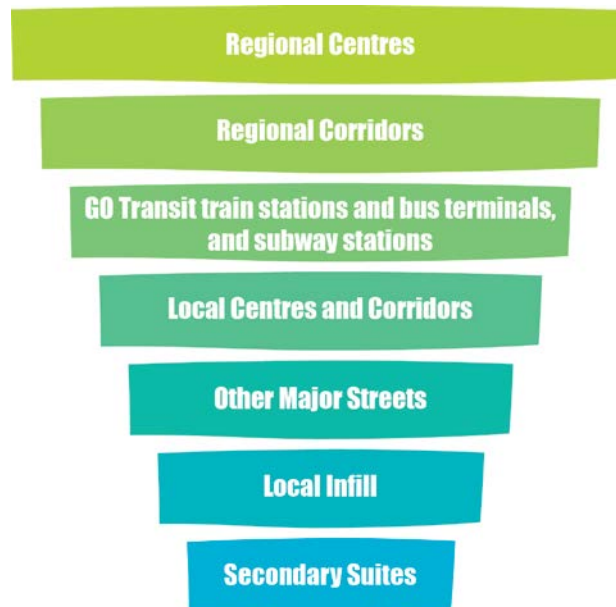 Regional Centres
Regional Corridors
GO Transit train stations and bus terminals,
and subway stations
Local Centres and Corridors
Other Major Streets
Local Infill
Secondary Suites